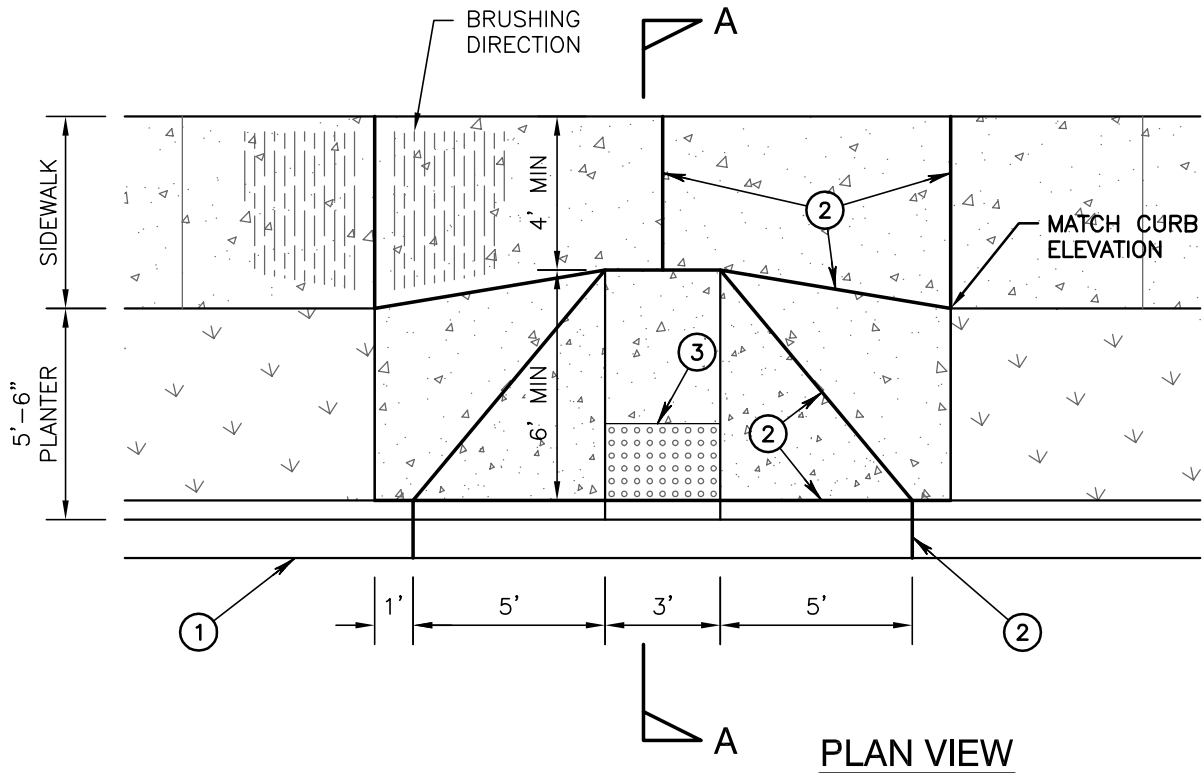 BRUSHING
DIRECTION
A
SIDEWALK
4' MIN
2
MATCH CURB
ELEVATION
5'-6"
PLANTER
6' MIN
3
2
1
1'
5'
3'
5'
2
A
PLAN VIEW